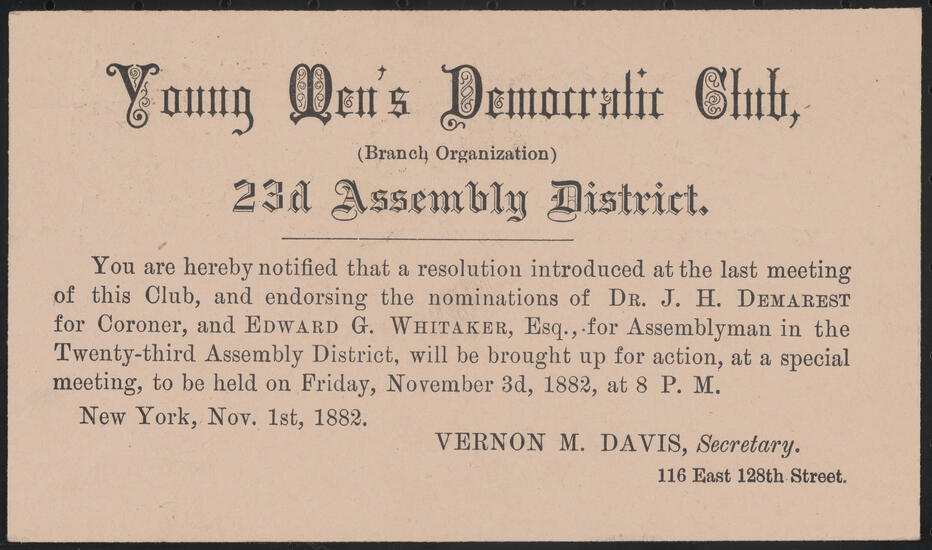 Young Men's Democratic Club,
(Branch Organization)
23d Assembly District.
You are hereby notified that a resolution introduced at the last meeting
of this Club, and endorsing the nominations of DR. J. H. DEMAREST
for Coroner, and EDWARD G. WHITAKER, Esq., for Assemblyman in the
Twenty-third Assembly District, will be brought up for action, at a special
meeting, to be held on Friday, November 3d, 1882, at 8 P. M.
New York, Nov. 1st, 1882.
VERNON M. DAVIS, Secretary.
116 East 128th Street.